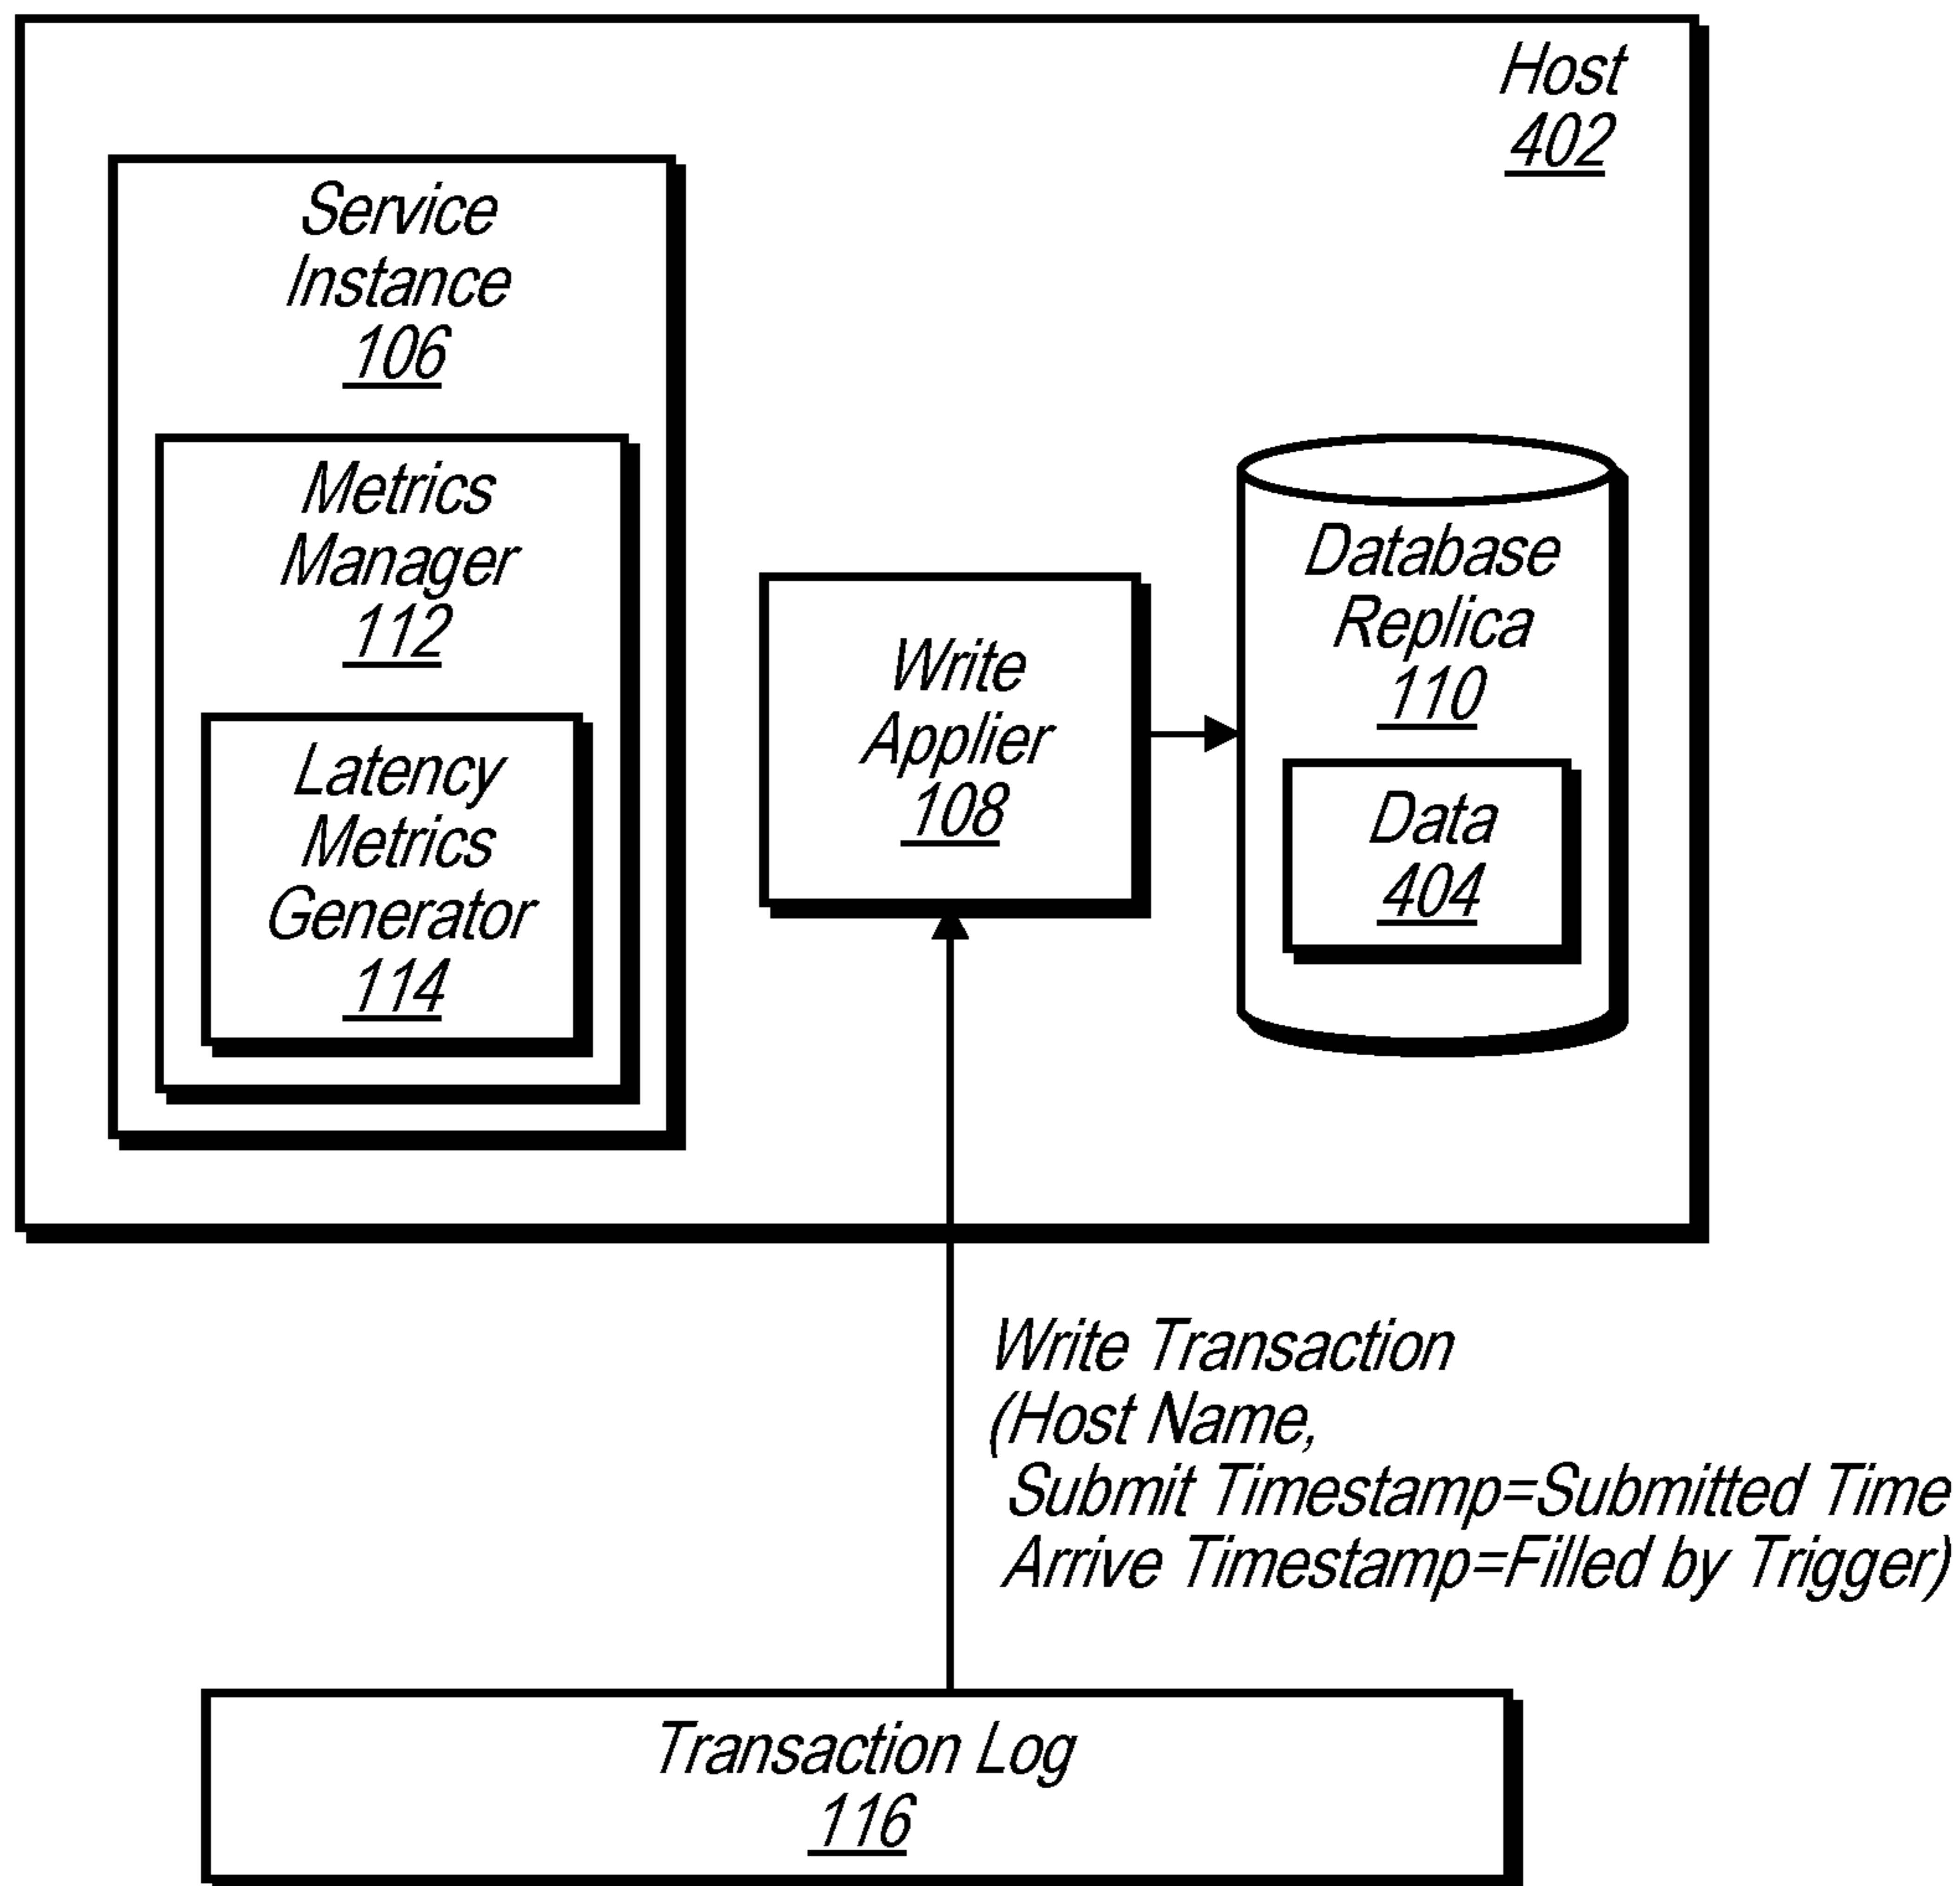 Host
402
Service
Instance
106
Metrics
Manager
112
Latency
Metrics
Generator
114
Write
Applier
108
Database
Replica
110
Data
404
Write Transaction
(Host Name,
Submit Timestamp=Submitted Time
Arrive Timestamp=Filled by Trigger)
Transaction Log
116